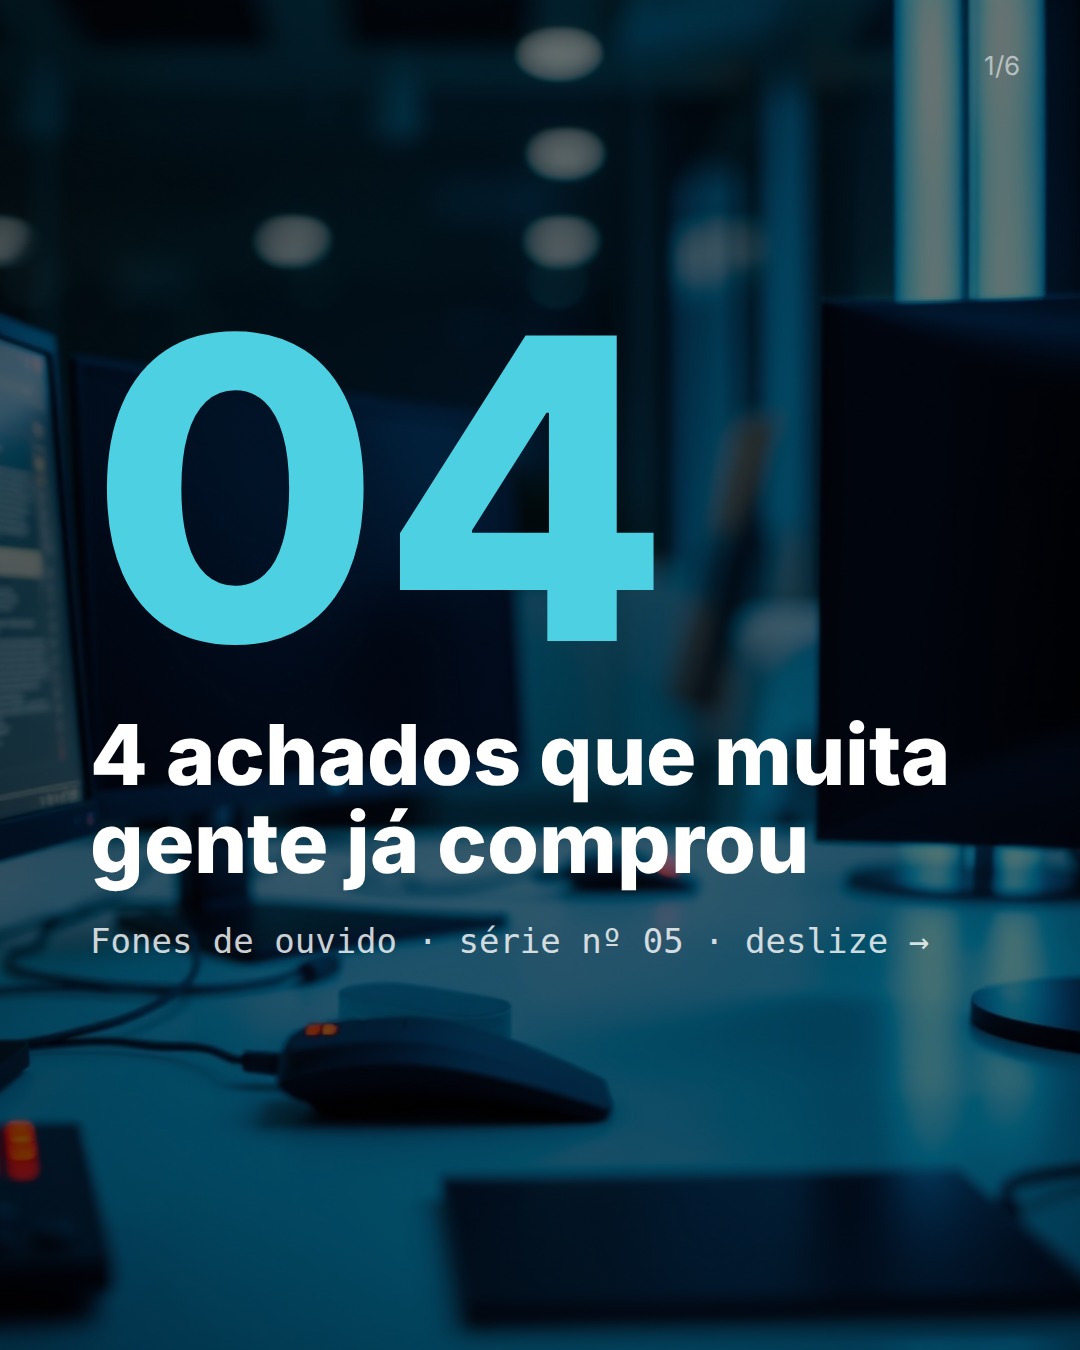 1/6
04
4 achados que muita
gente já comprou
Fones de ouvido · série nº 05 · deslize →